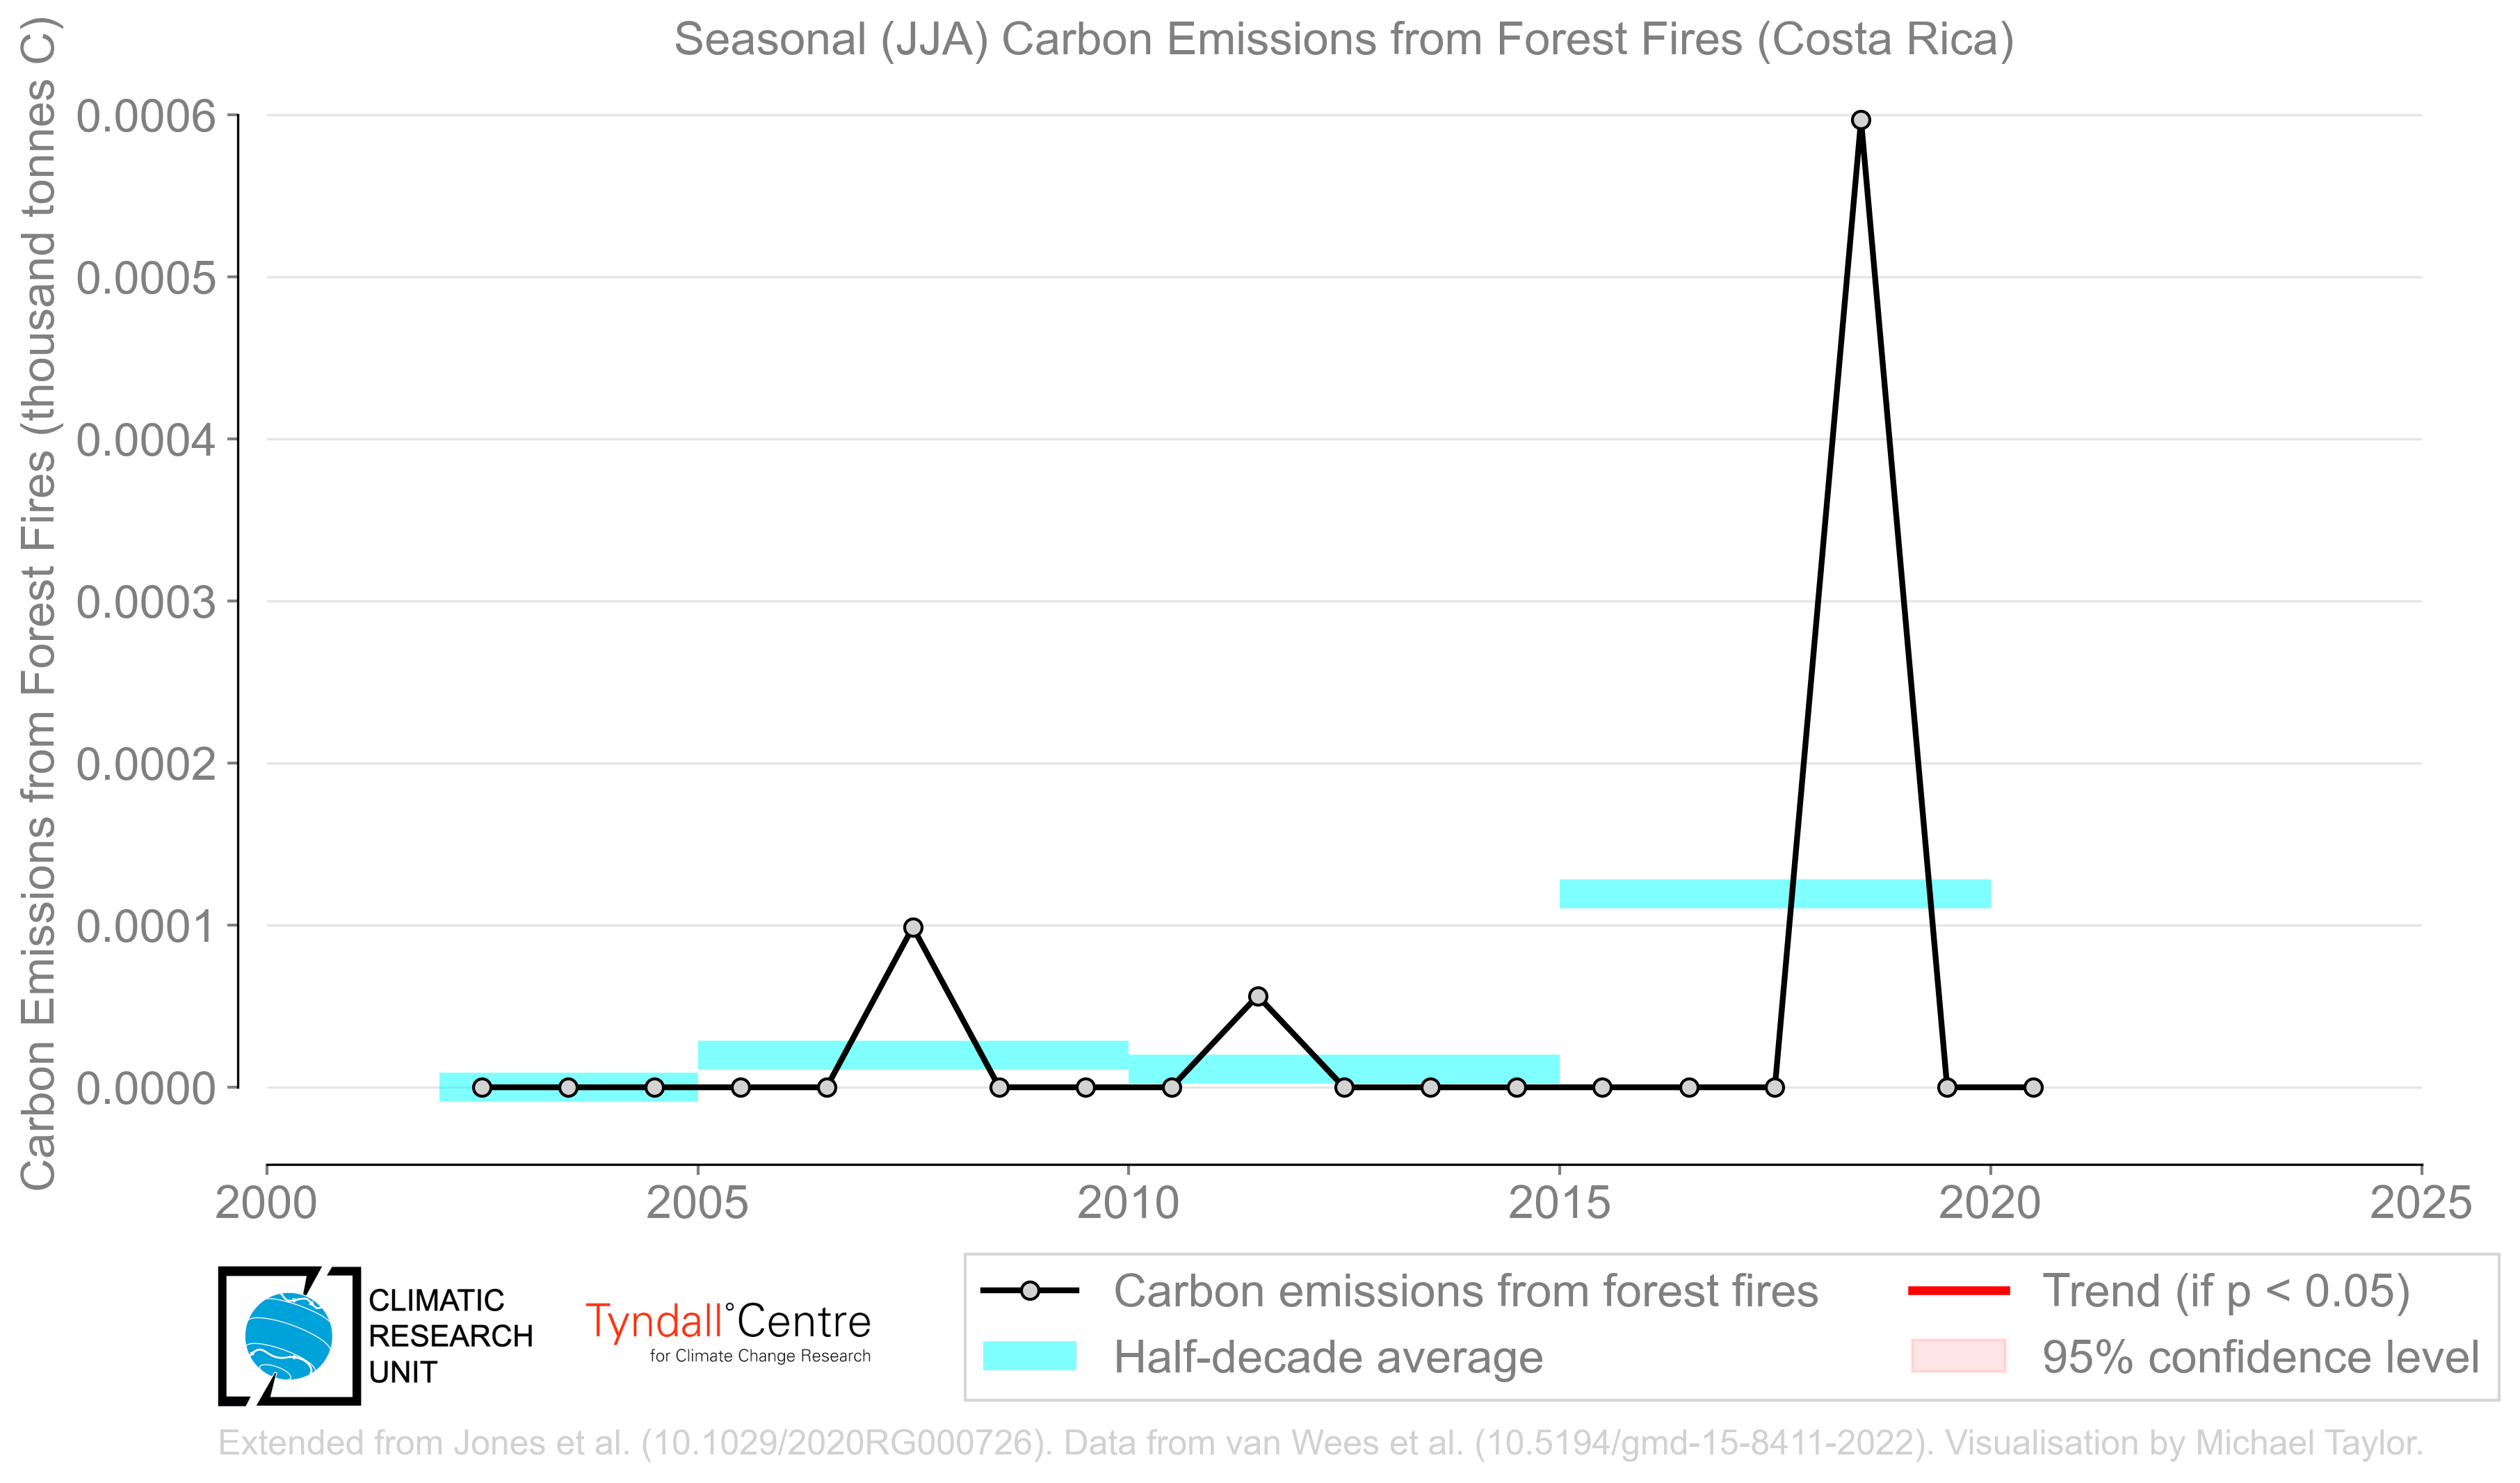 Seasonal (JJA) Carbon Emissions from Forest Fires (Costa Rica)
Carbon Emissions from Forest Fires (thousand tonnes C)
0.0006
0.0005
0.0004
0.0003
0.0002
0.0001
0.0000
2000 2005 2010 2015 2020 2025
Carbon emissions from forest fires
Half-decade average
Trend (if p < 0.05)
95% confidence level
CLIMATIC
RESEARCH
UNIT
Tyndall°Centre
for Climate Change Research
Extended from Jones et al. (10.1029/2020RG000726). Data from van Wees et al. (10.5194/gmd-15-8411-2022). Visualisation by Michael Taylor.